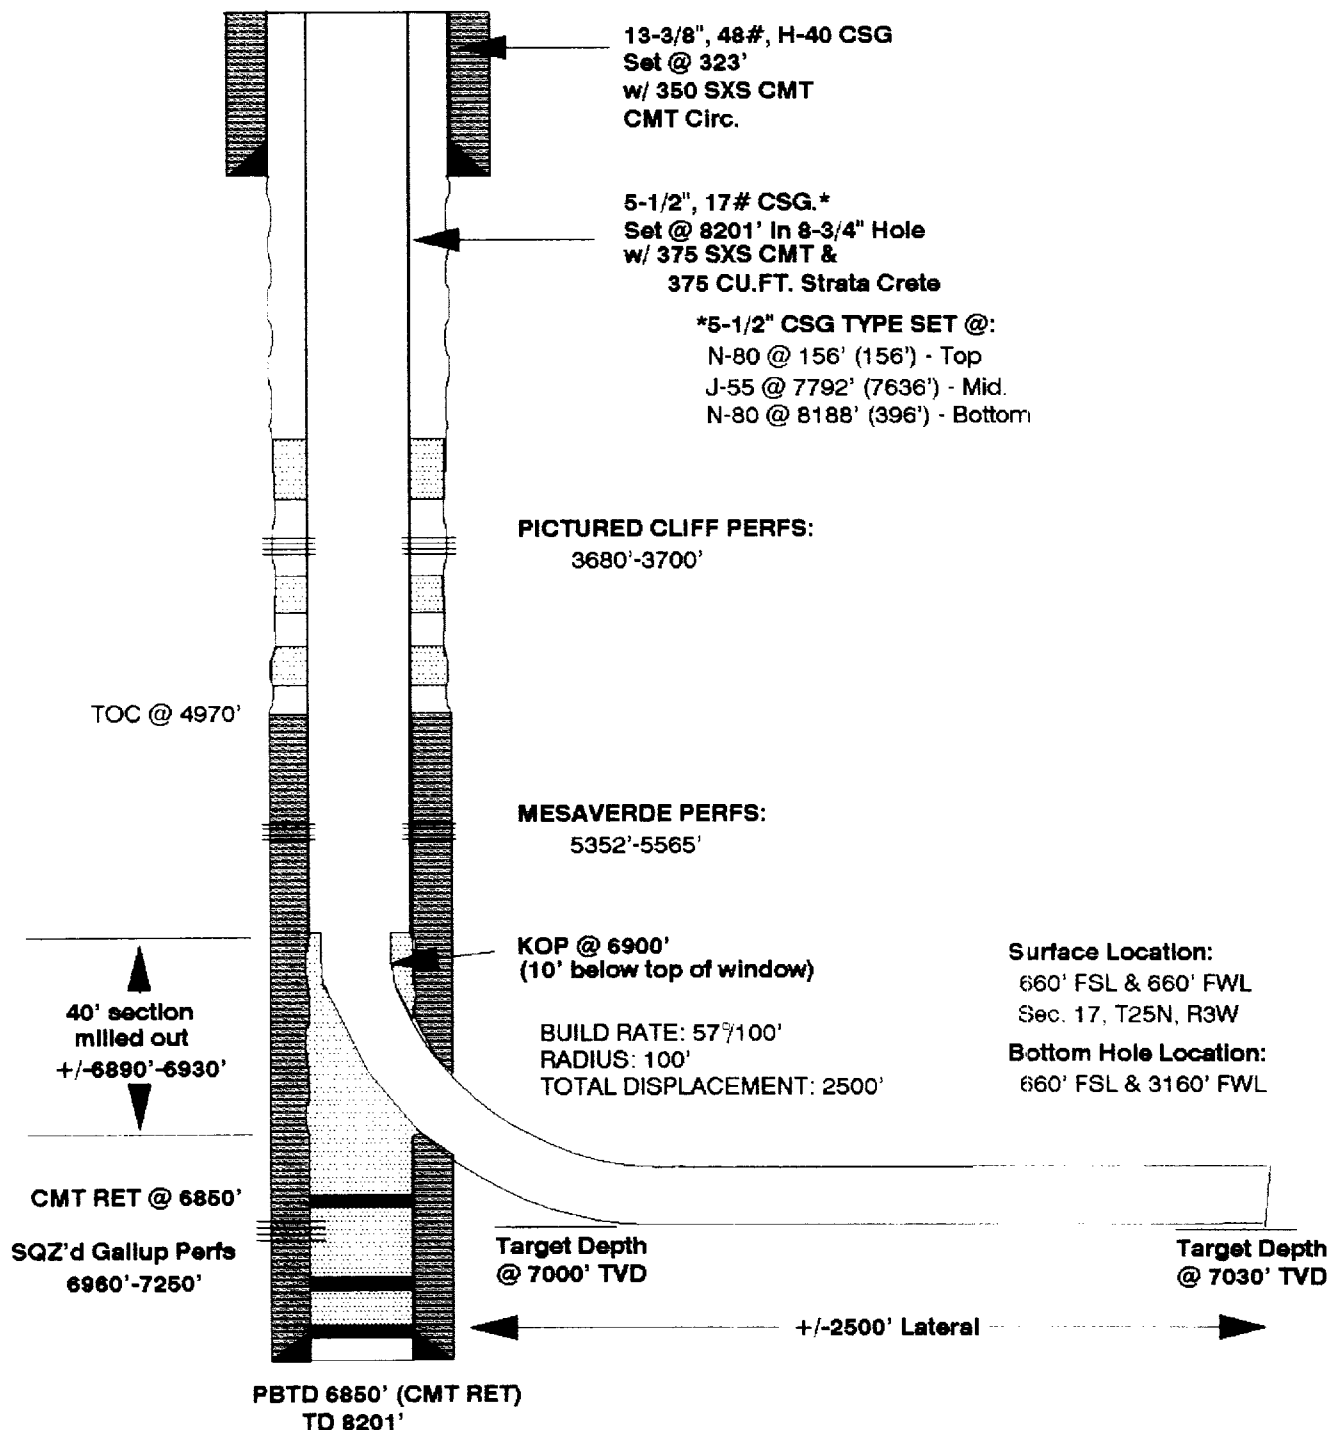 13-3/8", 48#, H-40 CSG
Set @ 323'
w/ 350 SXS CMT
CMT Circ.
5-1/2", 17# CSG.*
Set @ 8201' in 8-3/4" Hole
w/ 375 SXS CMT &
375 CU.FT. Strata Crete
*5-1/2" CSG TYPE SET @:
N-80 @ 156' (156') - Top
J-55 @ 7792' (7636') - Mid.
N-80 @ 8188' (396') - Bottom
PICTURED CLIFF PERFS:
3680'-3700'
TOC @ 4970'
MESAVERDE PERFS:
5352'-5565'
KOP @ 6900'
(10' below top of window)
40' section
milled out
+/-6890'-6930'
BUILD RATE: 57°/100'
RADIUS: 100'
TOTAL DISPLACEMENT: 2500'
Surface Location:
660' FSL & 660' FWL
Sec. 17, T25N, R3W
Bottom Hole Location:
660' FSL & 3160' FWL
CMT RET @ 6850'
SQZ'd Gallup Perfs
6960'-7250'
Target Depth
@ 7000' TVD
Target Depth
@ 7030' TVD
+/-2500' Lateral
PBTD 6850' (CMT RET)
TD 8201'